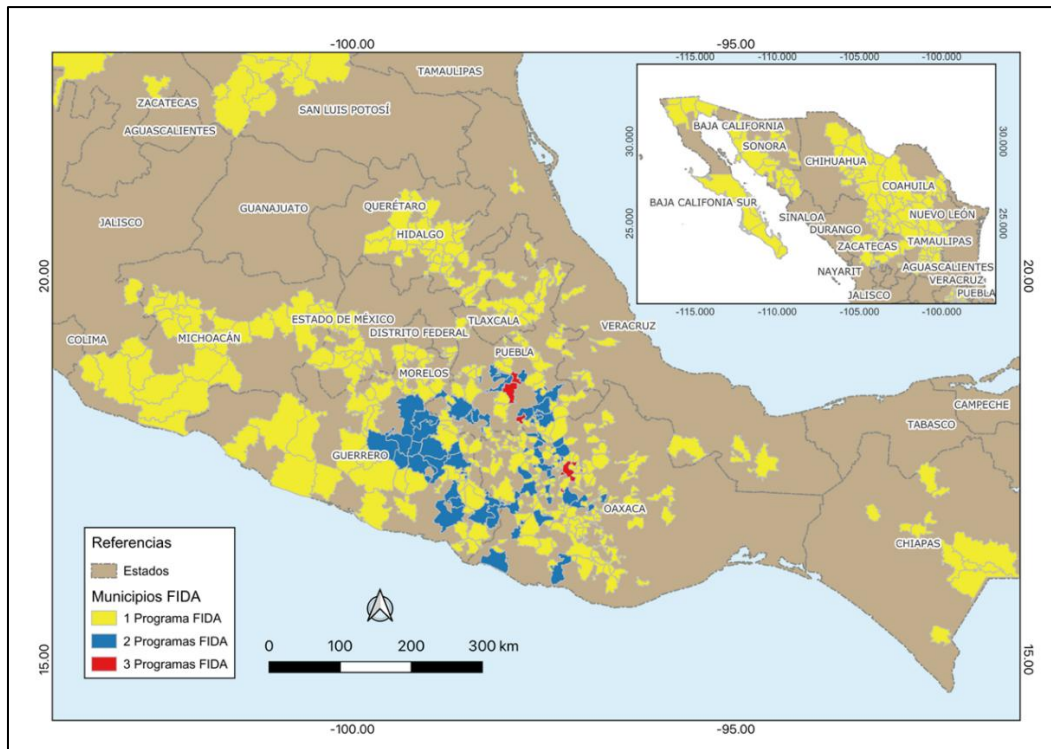 -100.00
-95.00
-115.000
-110.000
-105.000
-100.000
TAMAULIPAS
ZACATECAS
SAN LUIS POTOSÍ
AGUASCALIENTES
JALISCO
GUANAJUATO
QUERÉTARO
HIDALGO
20.00
ESTADO DE MÉXICO
DISTRITO FEDERAL
TLAXCALA
VERACRUZ
COLIMA
MICHOACÁN
PUEBLA
MORELOS
GUERRERO
OAXACA
CAMPECHE
TABASCO
CHIAPAS
30.000
25.000
BAJA CALIFORNIA
SONORA
CHIHUAHUA
COAHUILA
BAJA CALIFONIA SUR
NUEVO LEÓN
SINALOA
DURANGO
TAMAULIPAS
ZACATECAS
NAYARIT
AGUASCALIENTES
VERACRUZ
JALISCO
PUEBLA
30.000
25.000
-115.000
-110.000
-105.000
-100.000
20.00
Referencias
Estados
Municipios FIDA
1 Programa FIDA
2 Programas FIDA
3 Programas FIDA
0 100 200 300 km
15.00
15.00
-100.00
-95.00